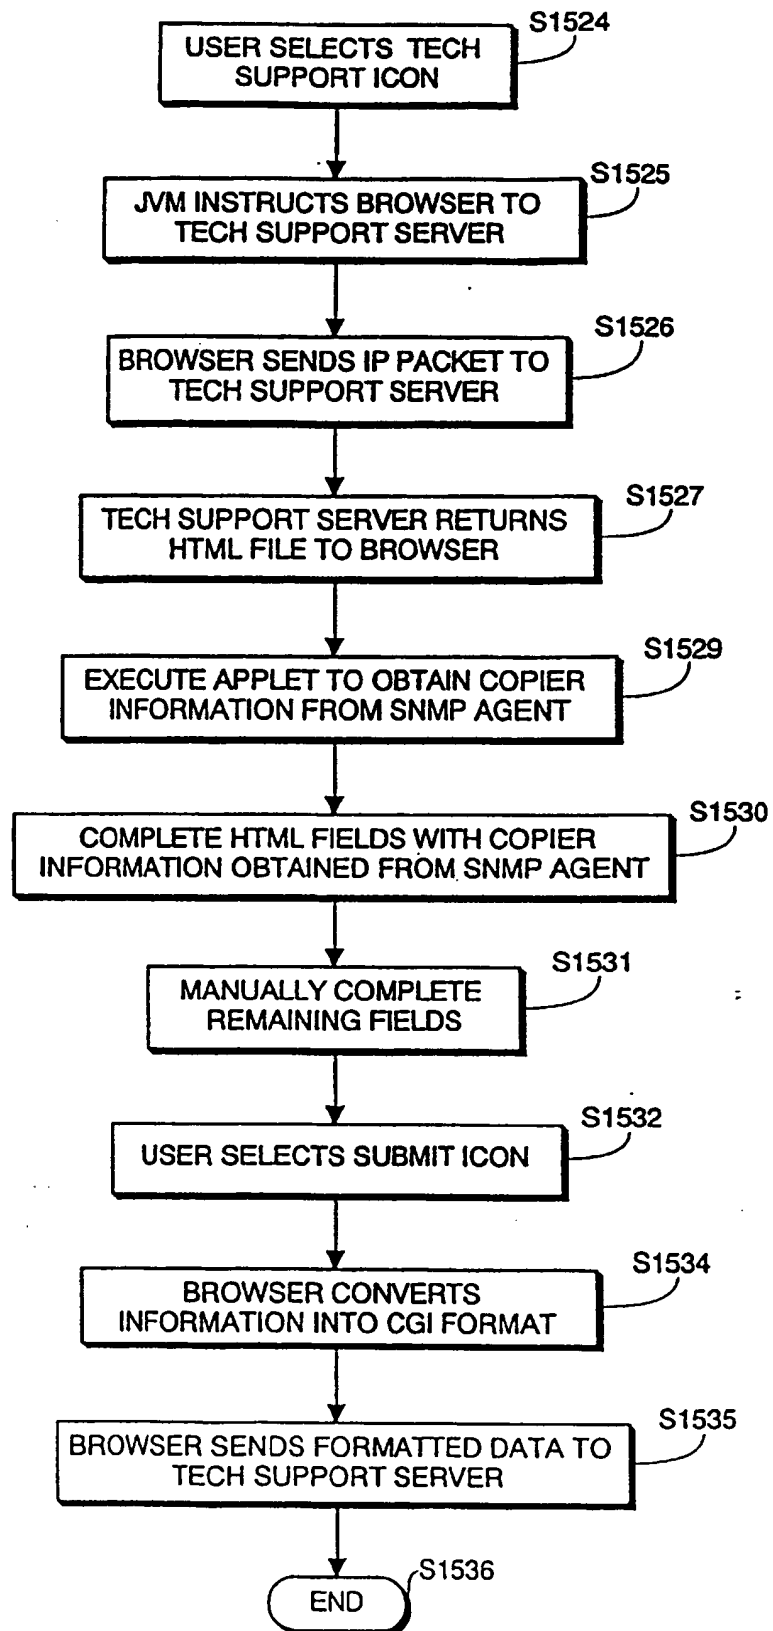 S1524
USER SELECTS TECH
SUPPORT ICON
S1525
JVM INSTRUCTS BROWSER TO
TECH SUPPORT SERVER
S1526
BROWSER SENDS IP PACKET TO
TECH SUPPORT SERVER
S1527
TECH SUPPORT SERVER RETURNS
HTML FILE TO BROWSER
S1529
EXECUTE APPLET TO OBTAIN COPIER
INFORMATION FROM SNMP AGENT
S1530
COMPLETE HTML FIELDS WITH COPIER
INFORMATION OBTAINED FROM SNMP AGENT
S1531
MANUALLY COMPLETE
REMAINING FIELDS
S1532
USER SELECTS SUBMIT ICON
S1534
BROWSER CONVERTS
INFORMATION INTO CGI FORMAT
S1535
BROWSER SENDS FORMATTED DATA TO
TECH SUPPORT SERVER
S1536
END